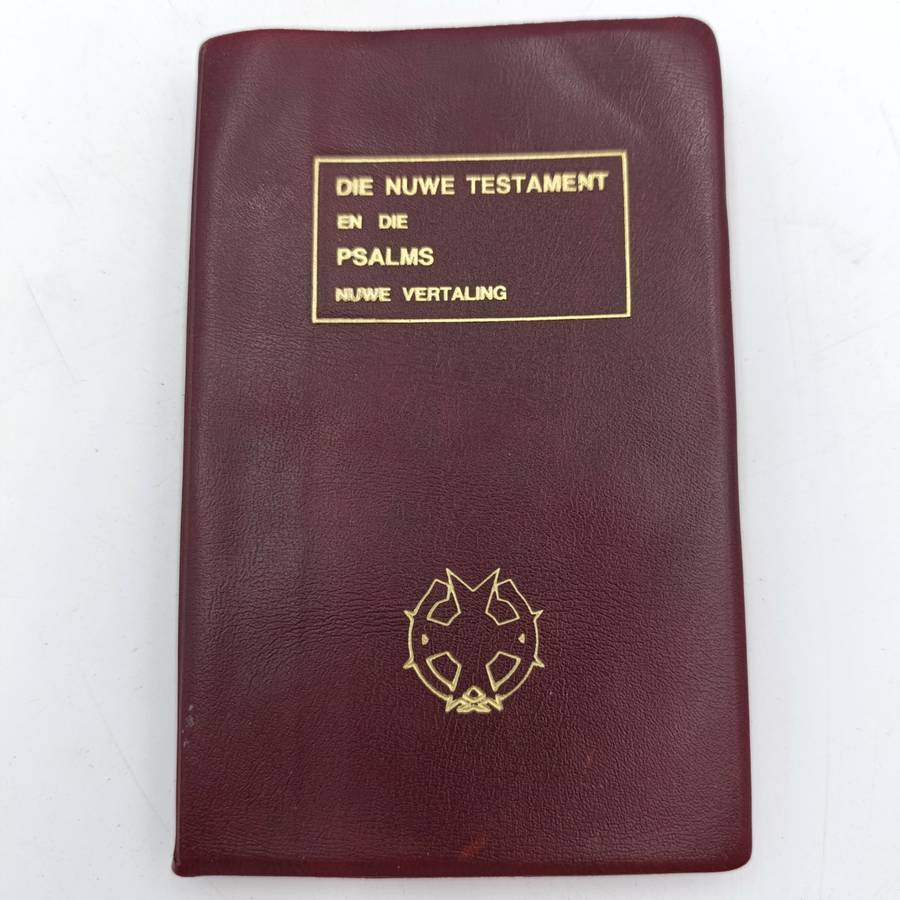 DIE NUWE TESTAMENT
EN DIE
PSALMS
NUWE VERTALING